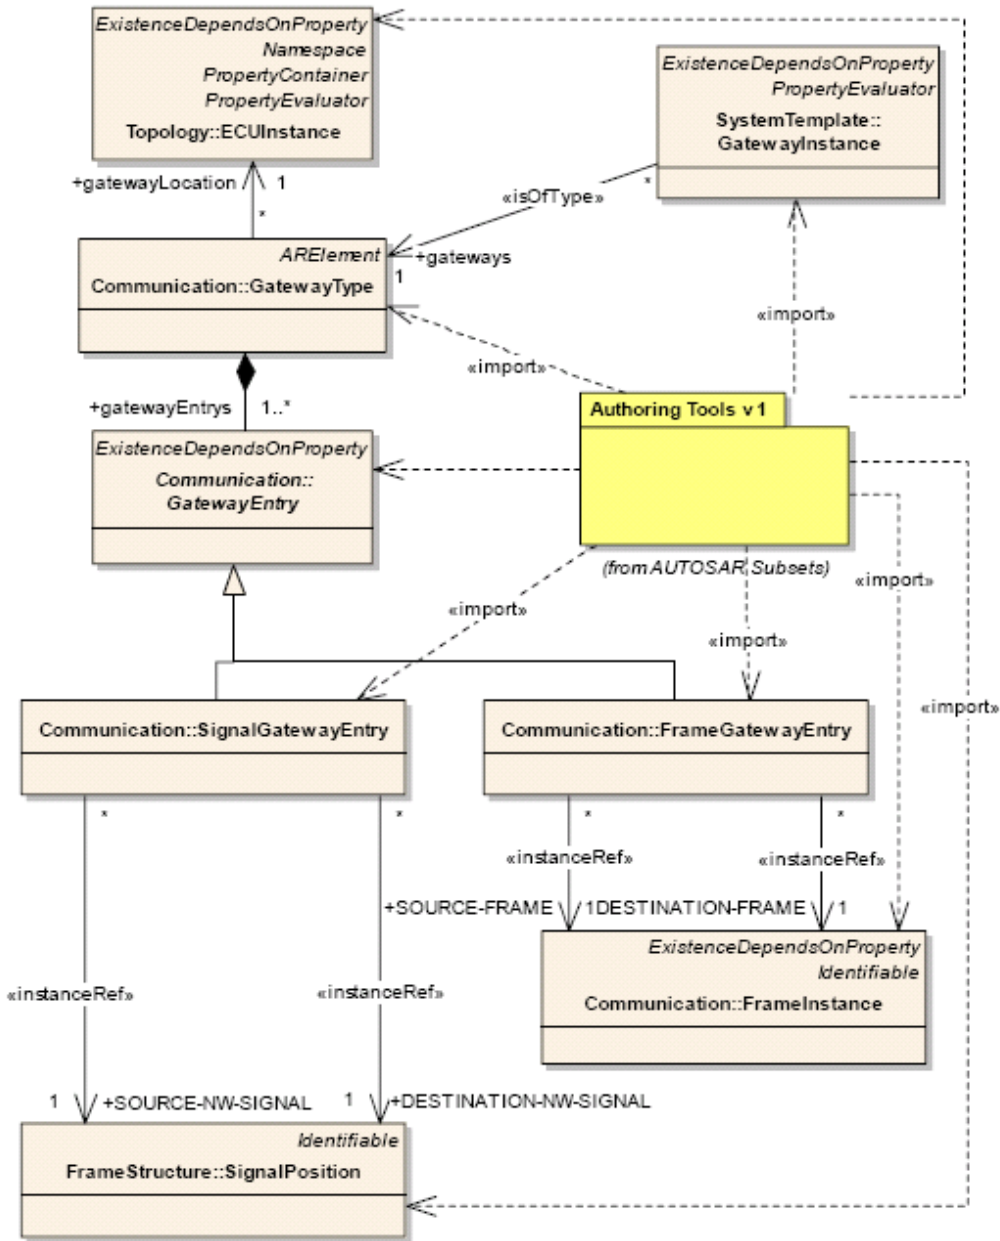 ExistenceDependsOnProperty
Namespace
PropertyContainer
PropertyEvaluator
Topology::ECUInstance
ExistenceDependsOnProperty
PropertyEvaluator
SystemTemplate::
GatewayInstance
+gatewayLocation
1
*
«isOfType»
*
+gateways
1
ARElement
Communication::GatewayType
«import»
«import»
+gatewayEntrys
1..*
Authoring Tools v1
ExistenceDependsOnProperty
Communication::
GatewayEntry
(from AUTOSAR Subsets)
«import»
«import»
«import»
«import»
Communication::SignalGatewayEntry
Communication::FrameGatewayEntry
*
*
*
*
«instanceRef»
«instanceRef»
+SOURCE-FRAME
1DESTINATION-FRAME
1
ExistenceDependsOnProperty
Identifiable
Communication::FrameInstance
«instanceRef»
«instanceRef»
1
+SOURCE-NW-SIGNAL
1
+DESTINATION-NW-SIGNAL
Identifiable
FrameStructure::SignalPosition